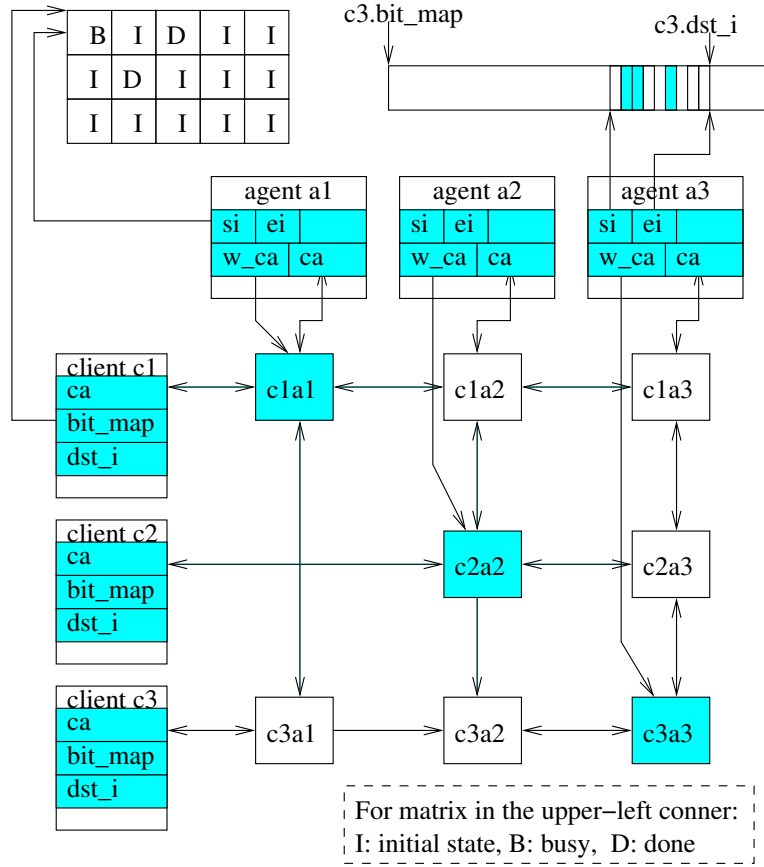 c3.bit_map
c3.dst_i
B I D I I
I D I I I
I I I I I
agent a1
si ei
w_ca ca
agent a2
si ei
w_ca ca
agent a3
si ei
w_ca ca
client c1
ca
bit_map
dst_i
c1a1
c1a2
c1a3
client c2
ca
bit_map
dst_i
c2a2
c2a3
client c3
ca
bit_map
dst_i
c3a1
c3a2
c3a3
For matrix in the upper−left conner:
I: initial state, B: busy, D: done